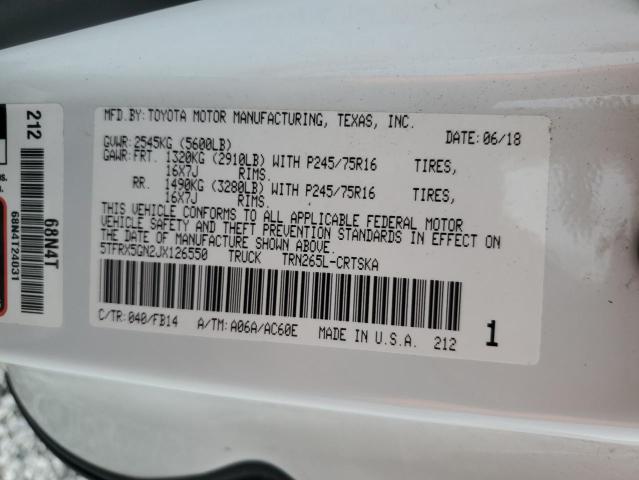 MFD.BY: TOYOTA MOTOR MANUFACTURING, TEXAS, INC.
DATE: 06/18
GVWR: 2545KG (5600LB)
GAWR: FRT. 1320KG (2910LB) WITH P245/75R16 TIRES,
16X7J RIMS.
RR. 1490KG (3280LB) WITH P245/75R16 TIRES,
16X7J RIMS.
THIS VEHICLE CONFORMS TO ALL APPLICABLE FEDERAL MOTOR
VEHICLE SAFETY AND THEFT PREVENTION STANDARDS IN EFFECT ON
THE DATE OF MANUFACTURE SHOWN ABOVE.
5TFRX5GN2JX126550 TRUCK TRN265L-CRTSKA
C/TR: 040/FB14 A/TM: A06A/AC60E MADE IN U.S.A. 212 1
212
68N4T
68N4T24831